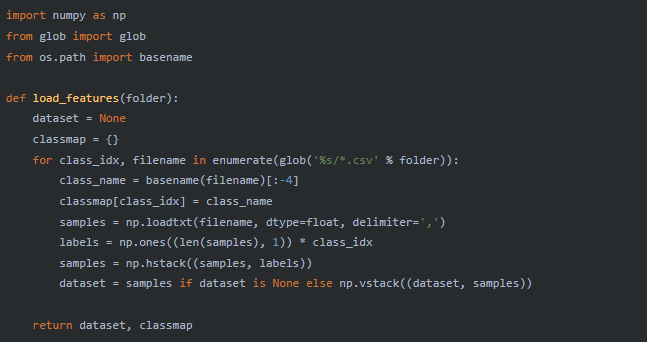 import numpy as np
from glob import glob
from os.path import basename
def load_features(folder):
    dataset = None
    classmap = {}
    for class_idx, filename in enumerate(glob('%s/*.csv' % folder)):
        class_name = basename(filename)[:-4]
        classmap[class_idx] = class_name
        samples = np.loadtxt(filename, dtype=float, delimiter=',')
        labels = np.ones((len(samples), 1)) * class_idx
        samples = np.hstack((samples, labels))
        dataset = samples if dataset is None else np.vstack((dataset, samples))
    return dataset, classmap